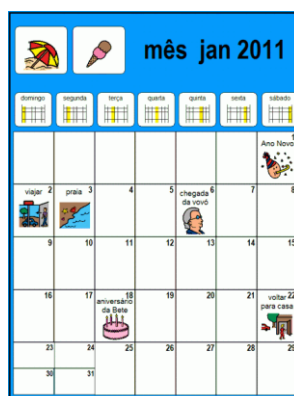 mês jan 2011
domingo segunda terça quarta quinta sexta sábado
1
Ano Novo
viajar 2 praia 3 4 5 chegada 6 7 8
da vovó
9 10 11 12 13 14 15
16 17 18 19 20 21 voltar 22
aniversário para casa
da Bete
23 24 25 26 27 28 29
30 31